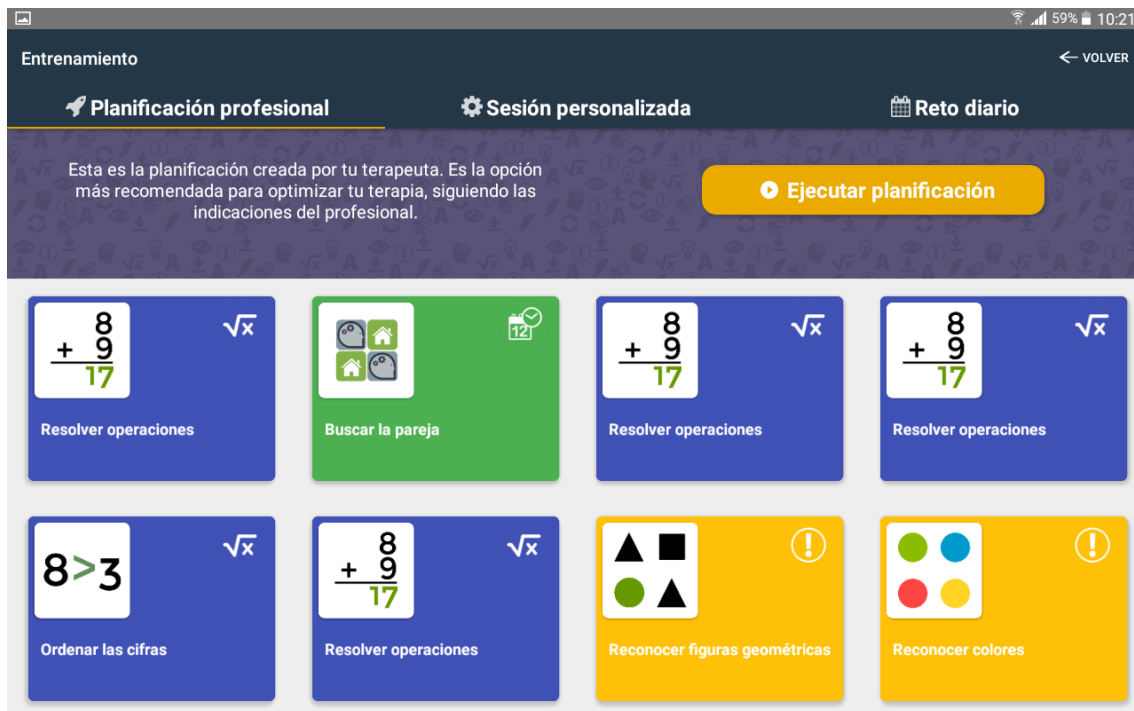 59% 10:21
Entrenamiento
VOLVER
Planificación profesional
Sesión personalizada
Reto diario
Esta es la planificación creada por tu terapeuta. Es la opción
más recomendada para optimizar tu terapia, siguiendo las
indicaciones del profesional.
Ejecutar planificación
8
+ 9
17
√x
Resolver operaciones
12
Buscar la pareja
8
+ 9
17
√x
Resolver operaciones
8
+ 9
17
√x
Resolver operaciones
8>3
√x
Ordenar las cifras
8
+ 9
17
√x
Resolver operaciones
!
Reconocer figuras geométricas
!
Reconocer colores